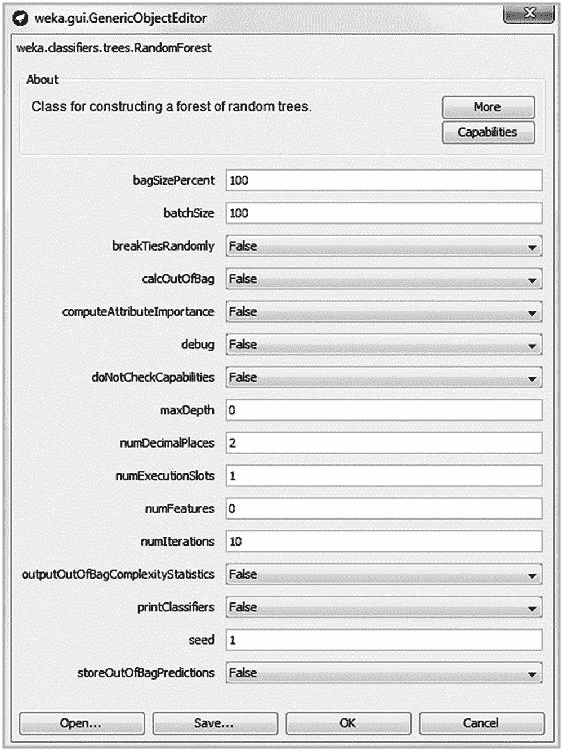 weka.gui.GenericObjectEditor
weka.classifiers.trees.RandomForest
About
Class for constructing a forest of random trees.
More
Capabilities
bagSizePercent 100
batchSize 100
breakTiesRandomly False
calcOutOfBag False
computeAttributeImportance False
debug False
doNotCheckCapabilities False
maxDepth 0
numDecimalPlaces 2
numExecutionSlots 1
numFeatures 0
numIterations 10
outputOutOfBagComplexityStatistics False
printClassifiers False
seed 1
storeOutOfBagPredictions False
Open... Save... OK Cancel